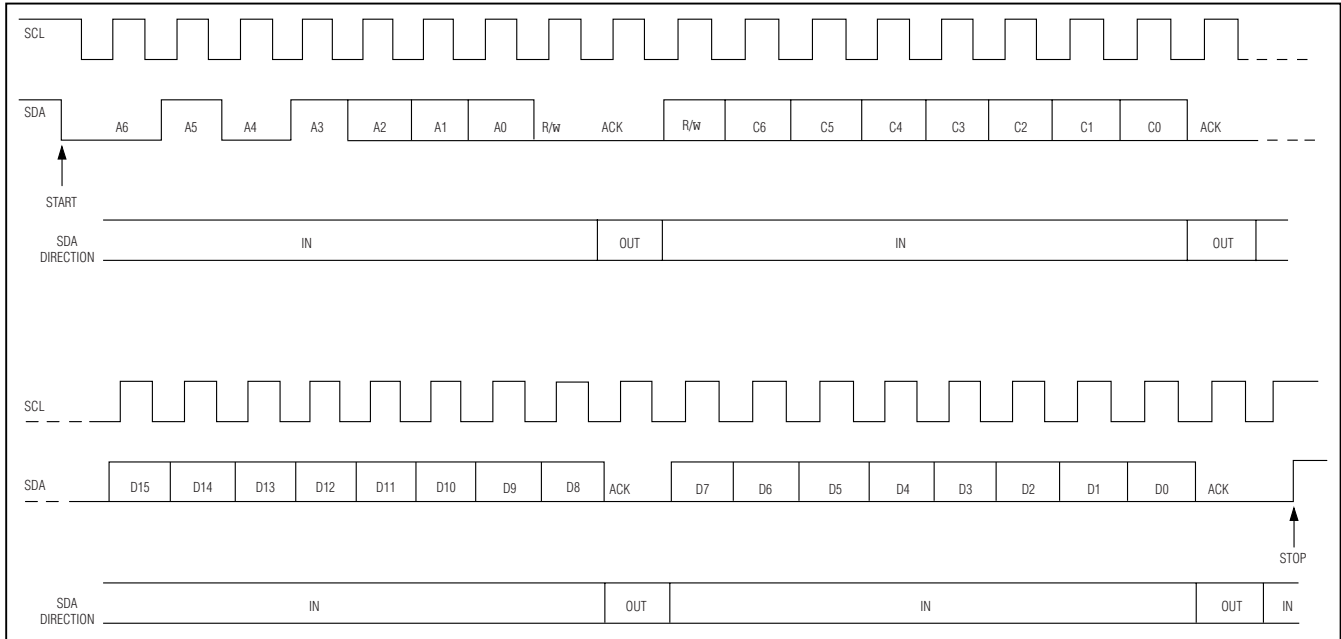 SCL
SDA
A6 A5 A4 A3 A2 A1 A0 R/W ACK R/W C6 C5 C4 C3 C2 C1 C0 ACK
START
SDA
DIRECTION
IN OUT IN OUT
SCL
SDA
D15 D14 D13 D12 D11 D10 D9 D8 ACK D7 D6 D5 D4 D3 D2 D1 D0 ACK
STOP
SDA
DIRECTION
IN OUT IN OUT IN